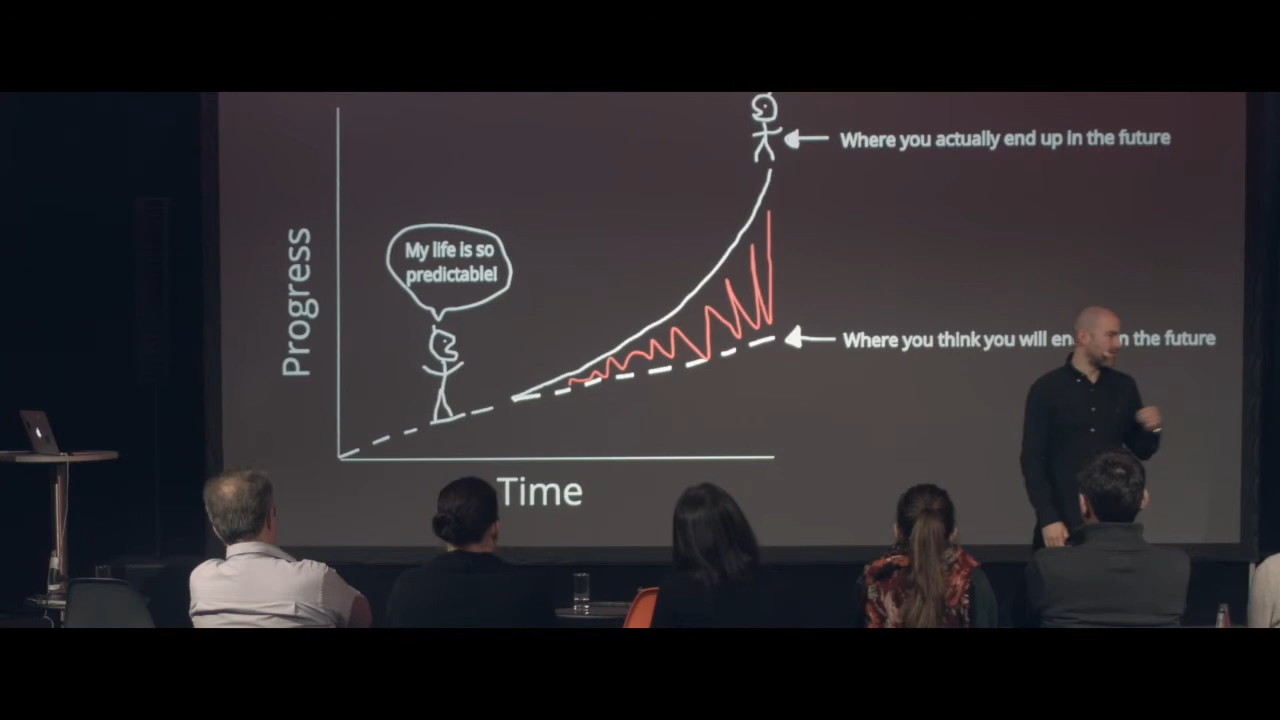 Where you actually end up in the future
My life is so
predictable!
Progress
Where you think you will in the future
Time